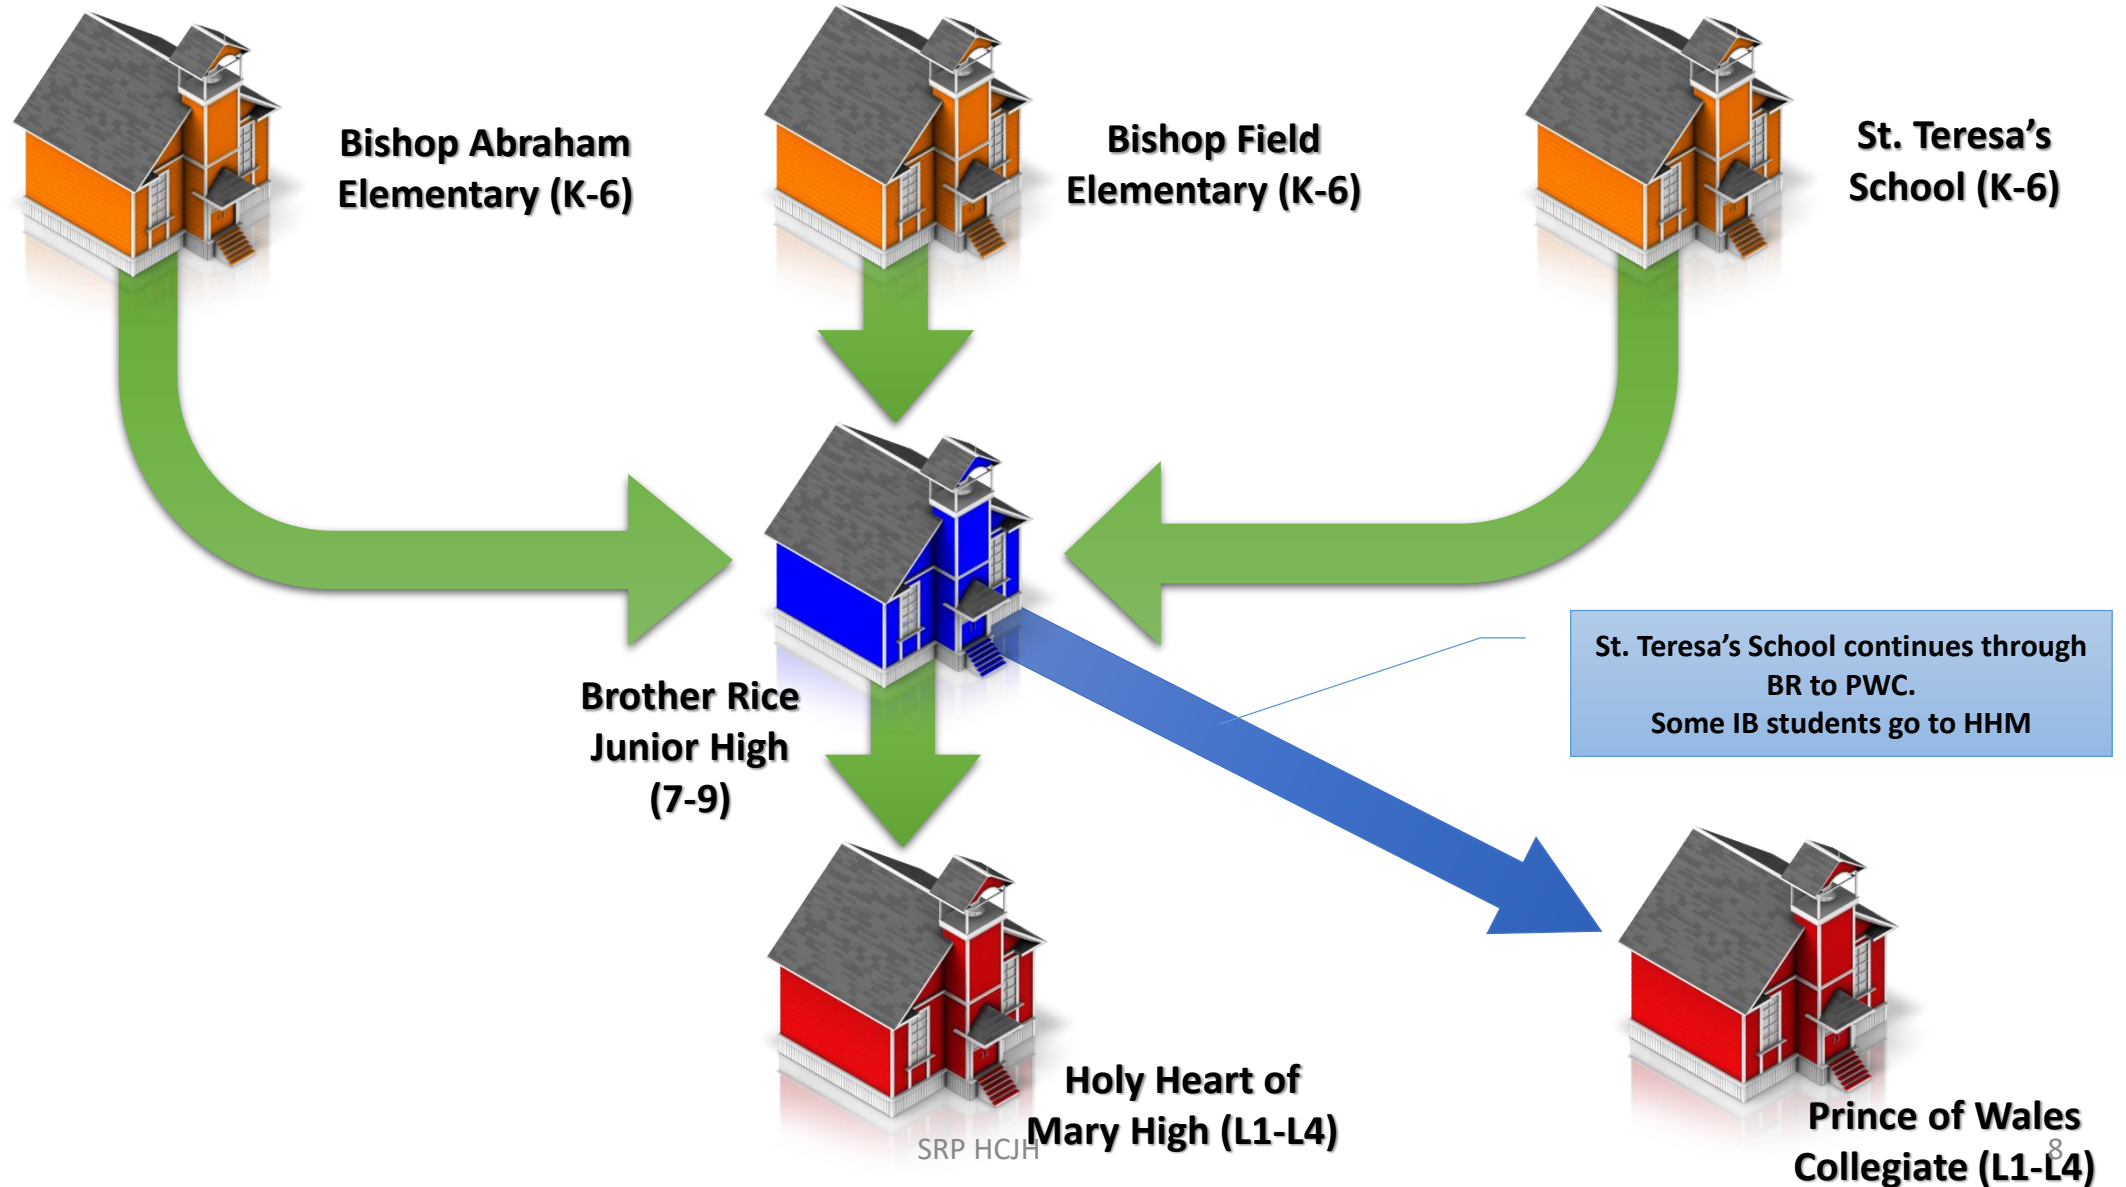 Bishop Abraham
Elementary (K-6)
Bishop Field
Elementary (K-6)
St. Teresa’s
School (K-6)
Brother Rice
Junior High
(7-9)
St. Teresa’s School continues through
BR to PWC.
Some IB students go to HHM
Holy Heart of
Mary High (L1-L4)
Prince of Wales
Collegiate (L1-L4)
SRP HCJH
8